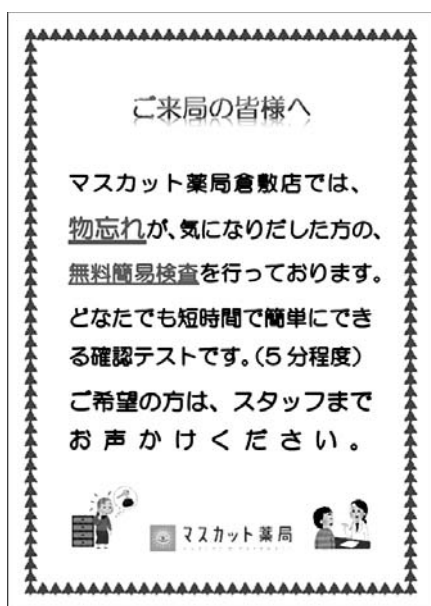 ご来局の皆様へ
マスカット薬局倉敷店では、
物忘れが、気になりだした方の、
無料簡易検査を行っております。
どなたでも短時間で簡単にでき
る確認テストです。（5分程度）
ご希望の方は、スタッフまで
お声かけください。
マスカット薬局